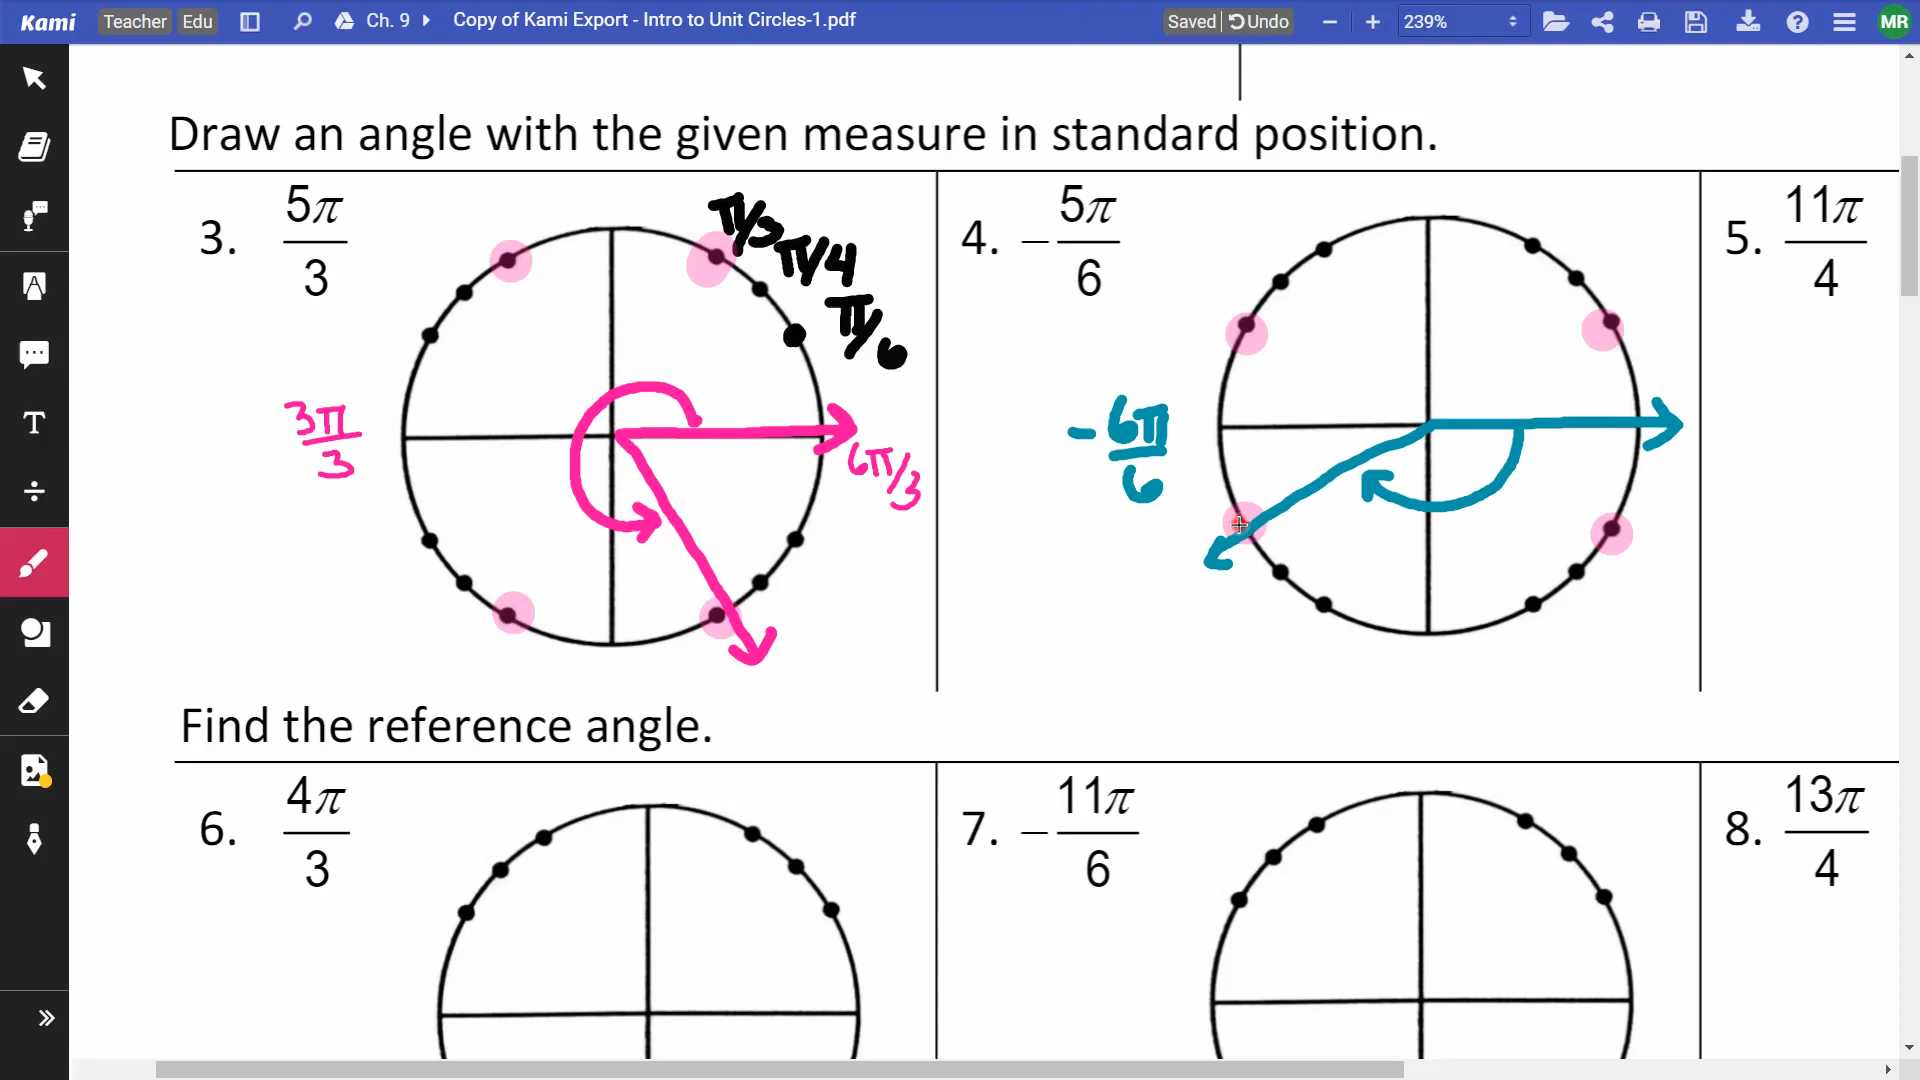 Kami Teacher Edu Ch. 9 Copy of Kami Export - Intro to Unit Circles-1.pdf Saved Undo 239% MR
Draw an angle with the given measure in standard position.
3. 5π/3
π/3
π/4
π/6
3π/3
6π/3
4. -5π/6
-6π/6
5. 11π/4
Find the reference angle.
6. 4π/3
7. -11π/6
8. 13π/4